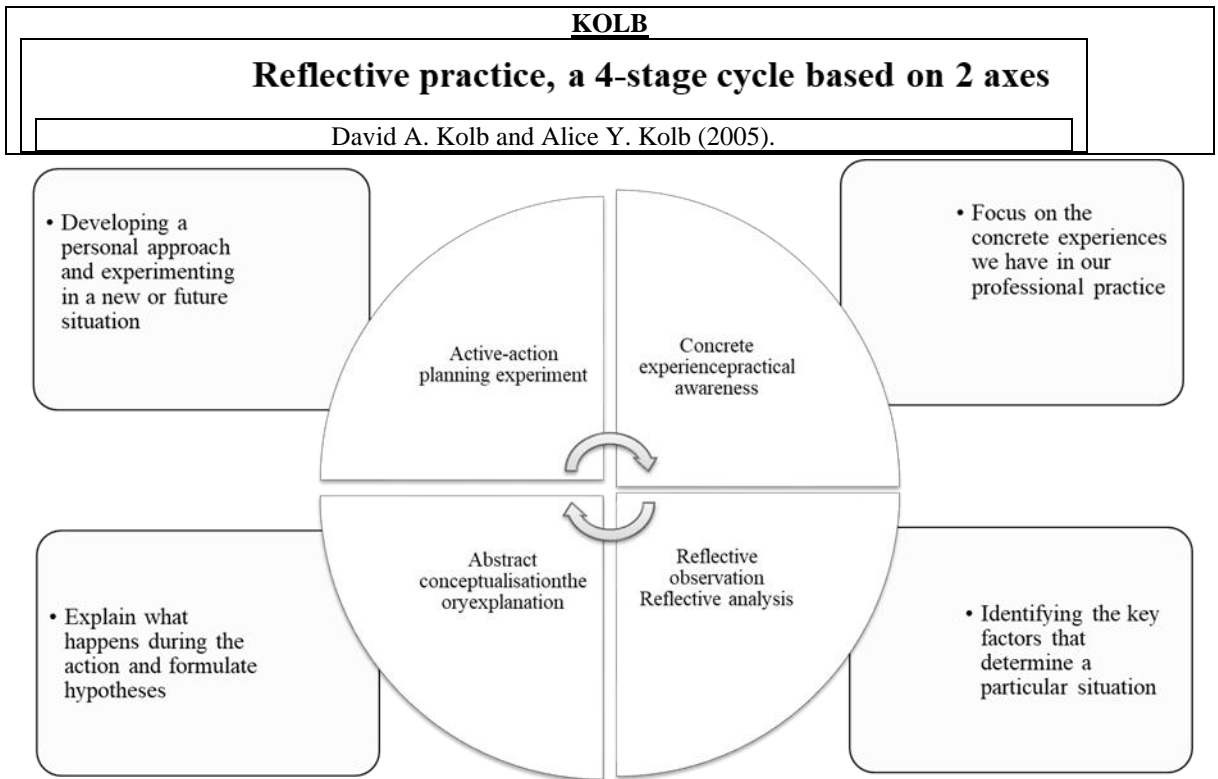 KOLB
Reflective practice, a 4-stage cycle based on 2 axes
David A. Kolb and Alice Y. Kolb (2005).
• Developing a
personal approach
and experimenting
in a new or future
situation
• Focus on the
concrete experiences
we have in our
professional practice
Active-action
planning experiment
Concrete
experiencepractical
awareness
Abstract
conceptualisationthe
oryexplanation
Reflective
observation
Reflective analysis
• Explain what
happens during the
action and formulate
hypotheses
• Identifying the key
factors that
determine a
particular situation